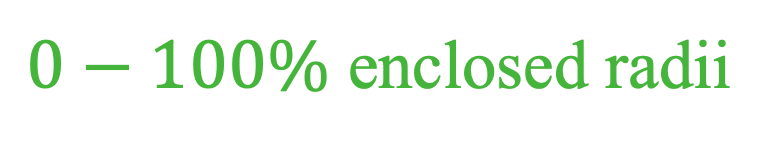 0 − 100% enclosed radii